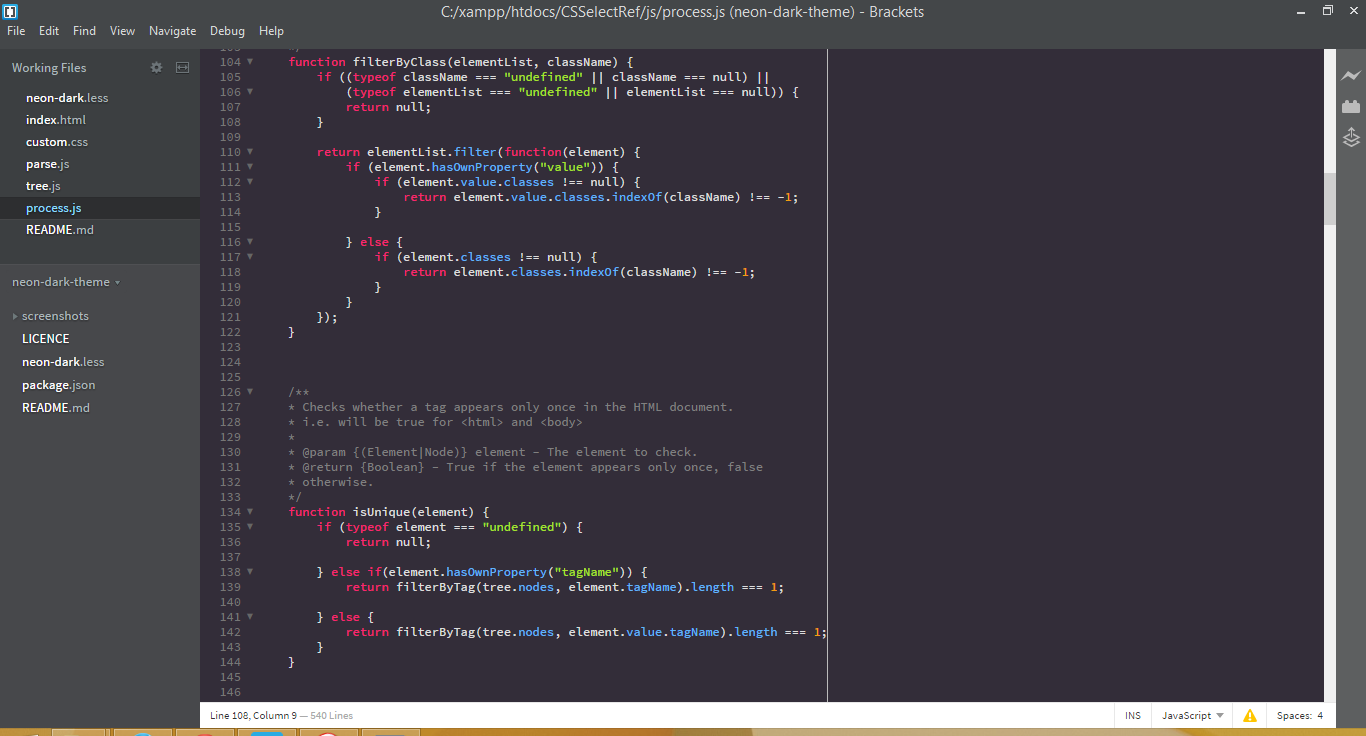 C:/xampp/htdocs/CSSelectRef/js/process.js (neon-dark-theme) - Brackets
File Edit Find View Navigate Debug Help
Working Files
neon-dark.less
index.html
custom.css
parse.js
tree.js
process.js
README.md
neon-dark-theme
screenshots
LICENCE
neon-dark.less
package.json
README.md
104 function filterByClass(elementList, className) {
105 if ((typeof className === "undefined" || className === null) ||
106 (typeof elementList === "undefined" || elementList === null)) {
107 return null;
108 }
109
110 return elementList.filter(function(element) {
111 if (element.hasOwnProperty("value")) {
112 if (element.value.classes !== null) {
113 return element.value.classes.indexOf(className) !== -1;
114 }
115
116 } else {
117 if (element.classes !== null) {
118 return element.classes.indexOf(className) !== -1;
119 }
120 }
121 });
122 }
123
124
125
126 /**
127 * Checks whether a tag appears only once in the HTML document.
128 * i.e. will be true for <html> and <body>
129 *
130 * @param {(Element|Node)} element - The element to check.
131 * @return {Boolean} - True if the element appears only once, false
132 * otherwise.
133 */
134 function isUnique(element) {
135 if (typeof element === "undefined") {
136 return null;
137
138 } else if(element.hasOwnProperty("tagName")) {
139 return filterByTag(tree.nodes, element.tagName).length === 1;
140
141 } else {
142 return filterByTag(tree.nodes, element.value.tagName).length === 1;
143 }
144 }
145
146
Line 108, Column 9 — 540 Lines
INS JavaScript Spaces: 4